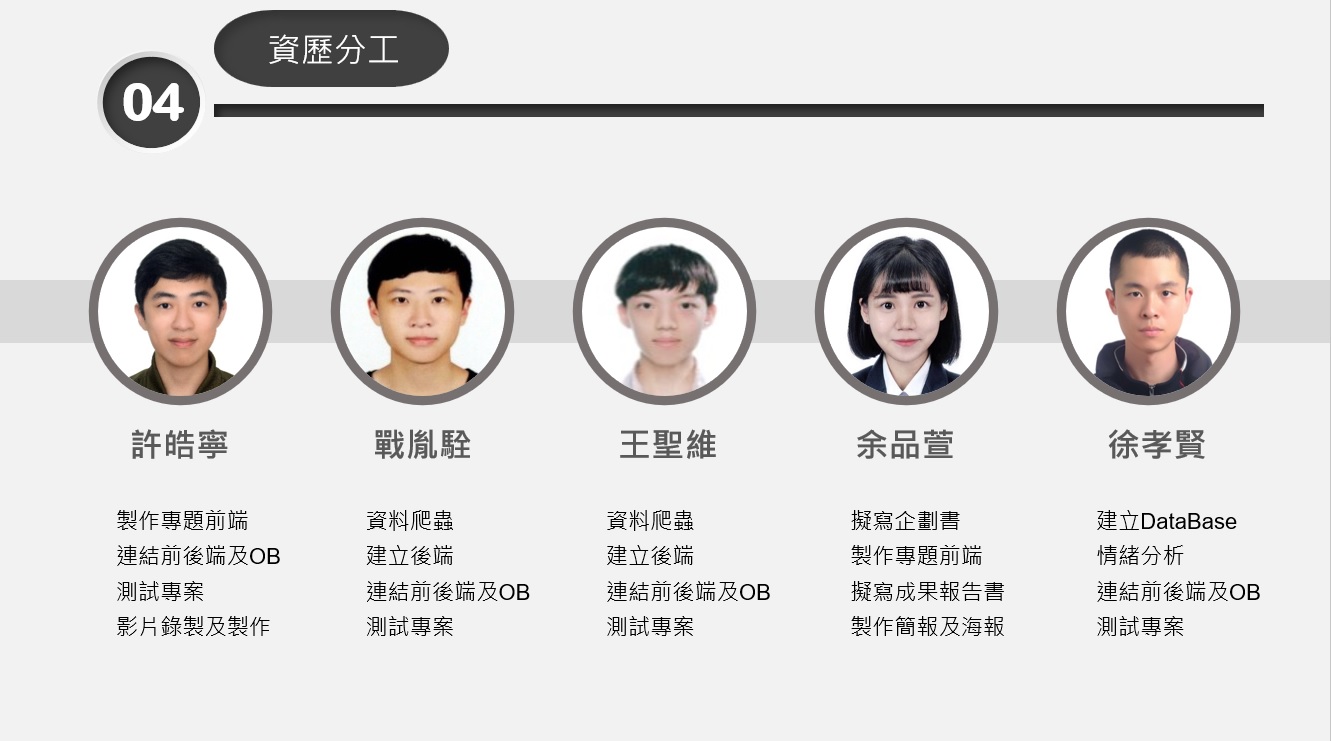 資歷分工
04
許皓寧
戰胤駩
王聖維
余品萱
徐孝賢
製作專題前端
連結前後端及OB
測試專案
影片錄製及製作
資料爬蟲
建立後端
連結前後端及OB
測試專案
資料爬蟲
建立後端
連結前後端及OB
測試專案
擬寫企劃書
製作專題前端
擬寫成果報告書
製作簡報及海報
建立DataBase
情緒分析
連結前後端及OB
測試專案